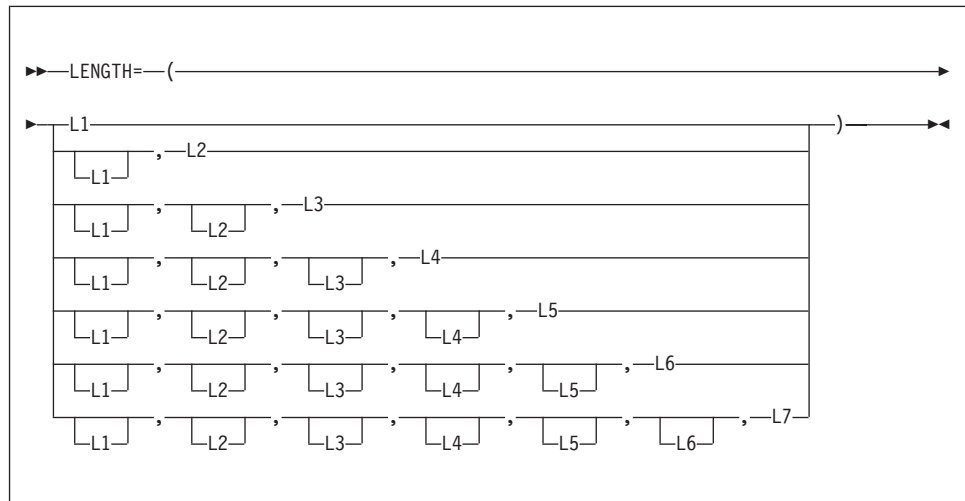 LENGTH= (
L1 )
, L2
L1
, , L3
L1 L2
, , , L4
L1 L2 L3
, , , , L5
L1 L2 L3 L4
, , , , , L6
L1 L2 L3 L4 L5
, , , , , , L7
L1 L2 L3 L4 L5 L6